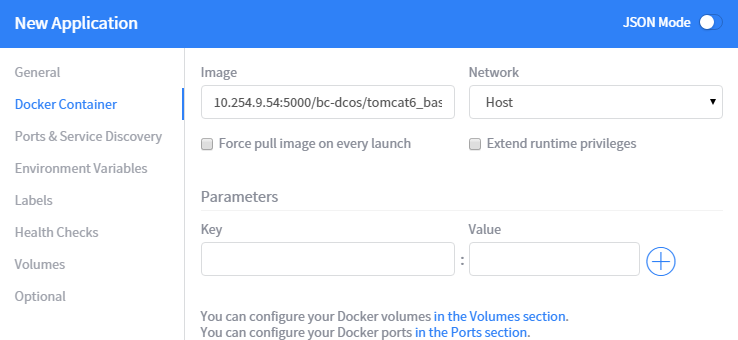 New Application
JSON Mode
General
Docker Container
Ports & Service Discovery
Environment Variables
Labels
Health Checks
Volumes
Optional
Image
Network
10.254.9.54:5000/bc-dcos/tomcat6_bas
Host
Force pull image on every launch
Extend runtime privileges
Parameters
Key
Value
:
You can configure your Docker volumes in the Volumes section.
You can configure your Docker ports in the Ports section.